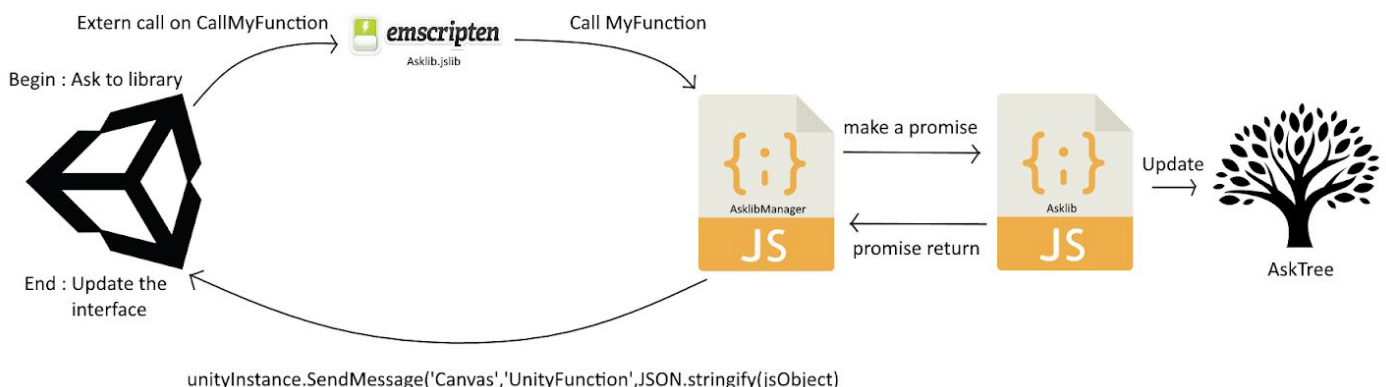 Extern call on CallMyFunction
emscripten
Asklib.jslib
Call MyFunction
Begin : Ask to library
make a promise
{;}
AsklibManager
JS
promise return
{;}
Asklib
JS
Update
AskTree
End : Update the
interface
unityInstance.SendMessage('Canvas','UnityFunction',JSON.stringify(jsObject)